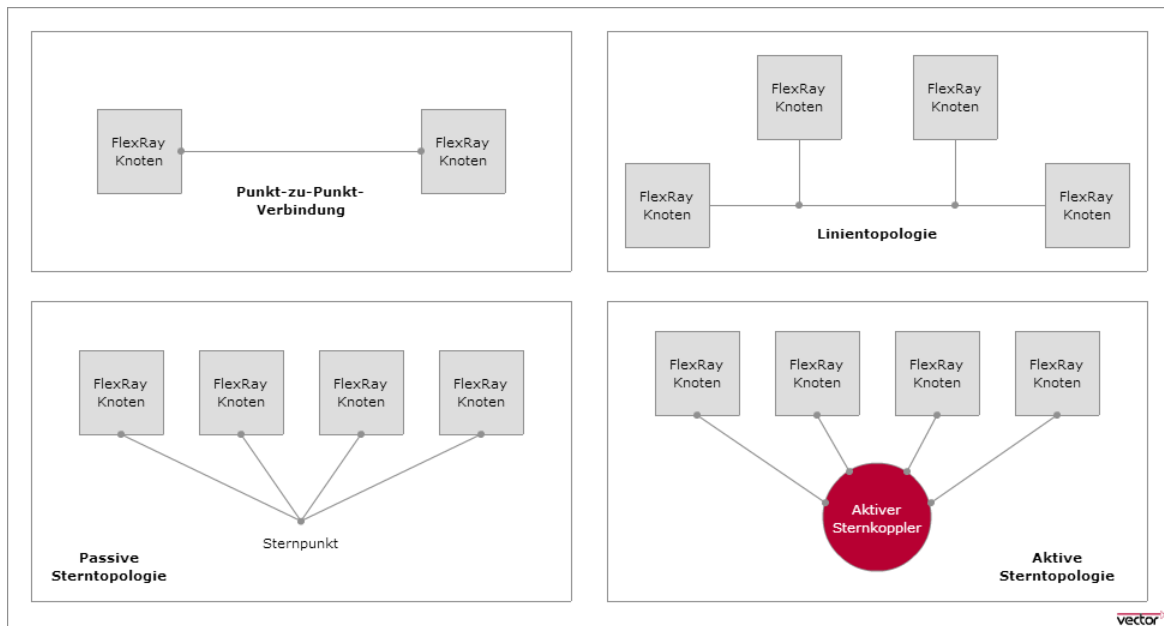 FlexRay
Knoten
FlexRay
Knoten
Punkt-zu-Punkt-
Verbindung
FlexRay
Knoten
FlexRay
Knoten
FlexRay
Knoten
FlexRay
Knoten
Linientopologie
FlexRay
Knoten
FlexRay
Knoten
FlexRay
Knoten
FlexRay
Knoten
Sternpunkt
Passive
Sterntopologie
FlexRay
Knoten
FlexRay
Knoten
FlexRay
Knoten
FlexRay
Knoten
Aktiver
Sternkoppler
Aktive
Sterntopologie
vector